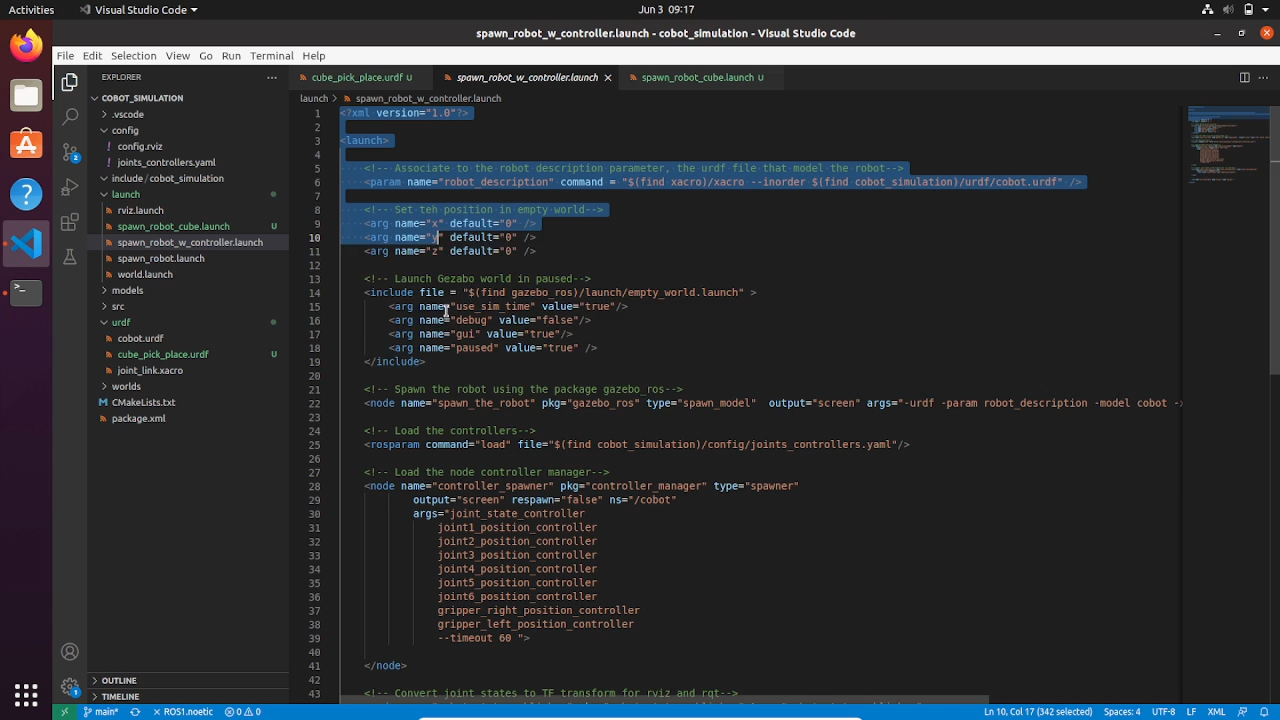 Activities
Visual Studio Code
Jun 3 09:17
spawn_robot_w_controller.launch - cobot_simulation - Visual Studio Code
File Edit Selection View Go Run Terminal Help
EXPLORER
COBOT_SIMULATION
.vscode
config
config.rviz
joints_controllers.yaml
include / cobot_simulation
launch
rviz.launch
spawn_robot_cube.launch U
spawn_robot_w_controller.launch
spawn_robot.launch
world.launch
models
src
urdf
cobot.urdf
cube_pick_place.urdf U
joint_link.xacro
worlds
CMakeLists.txt
package.xml
OUTLINE
TIMELINE
2
1
cube_pick_place.urdf U
spawn_robot_w_controller.launch
spawn_robot_cube.launch U
launch > spawn_robot_w_controller.launch
1 <?xml version="1.0"?>
2
3 <launch>
4
5 <!-- Associate to the robot description parameter, the urdf file that model the robot-->
6 <param name="robot_description" command = "$(find xacro)/xacro --inorder $(find cobot_simulation)/urdf/cobot.urdf" />
7
8 <!-- Set teh position in empty world-->
9 <arg name="x" default="0" />
10 <arg name="y" default="0" />
11 <arg name="z" default="0" />
12
13 <!-- Launch Gezabo world in paused-->
14 <include file = "$(find gazebo_ros)/launch/empty_world.launch" >
15 <arg name="use_sim_time" value="true"/>
16 <arg name="debug" value="false"/>
17 <arg name="gui" value="true"/>
18 <arg name="paused" value="true" />
19 </include>
20
21 <!-- Spawn the robot using the package gazebo_ros-->
22 <node name="spawn_the_robot" pkg="gazebo_ros" type="spawn_model" output="screen" args="-urdf -param robot_description -model cobot -
23
24 <!-- Load the controllers-->
25 <rosparam command="load" file="$(find cobot_simulation)/config/joints_controllers.yaml"/>
26
27 <!-- Load the node controller manager-->
28 <node name="controller_spawner" pkg="controller_manager" type="spawner"
29 output="screen" respawn="false" ns="/cobot"
30 args="joint_state_controller
31 joint1_position_controller
32 joint2_position_controller
33 joint3_position_controller
34 joint4_position_controller
35 joint5_position_controller
36 joint6_position_controller
37 gripper_right_position_controller
38 gripper_left_position_controller
39 --timeout 60 ">
40
41 </node>
42
43 <!-- Convert joint states to TF transform for rviz and rqt-->
main* ROS1.noetic 0 0
Ln 10, Col 17 (342 selected) Spaces: 4 UTF-8 LF XML